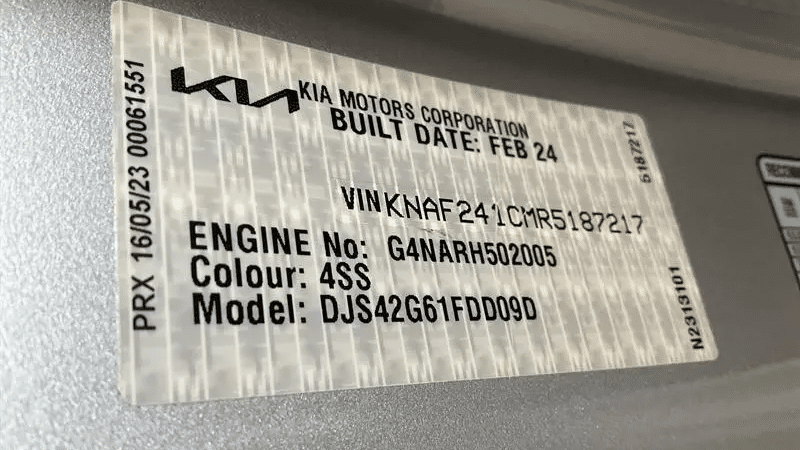 KIA
KIA MOTORS CORPORATION
BUILT DATE: FEB 24
VIN KNAF241CMR5187217
ENGINE No: G4NARH502005
Colour: 4SS
Model: DJS42G61FDD09D
PRX 16/05/23 00061551
5187217
N2313101